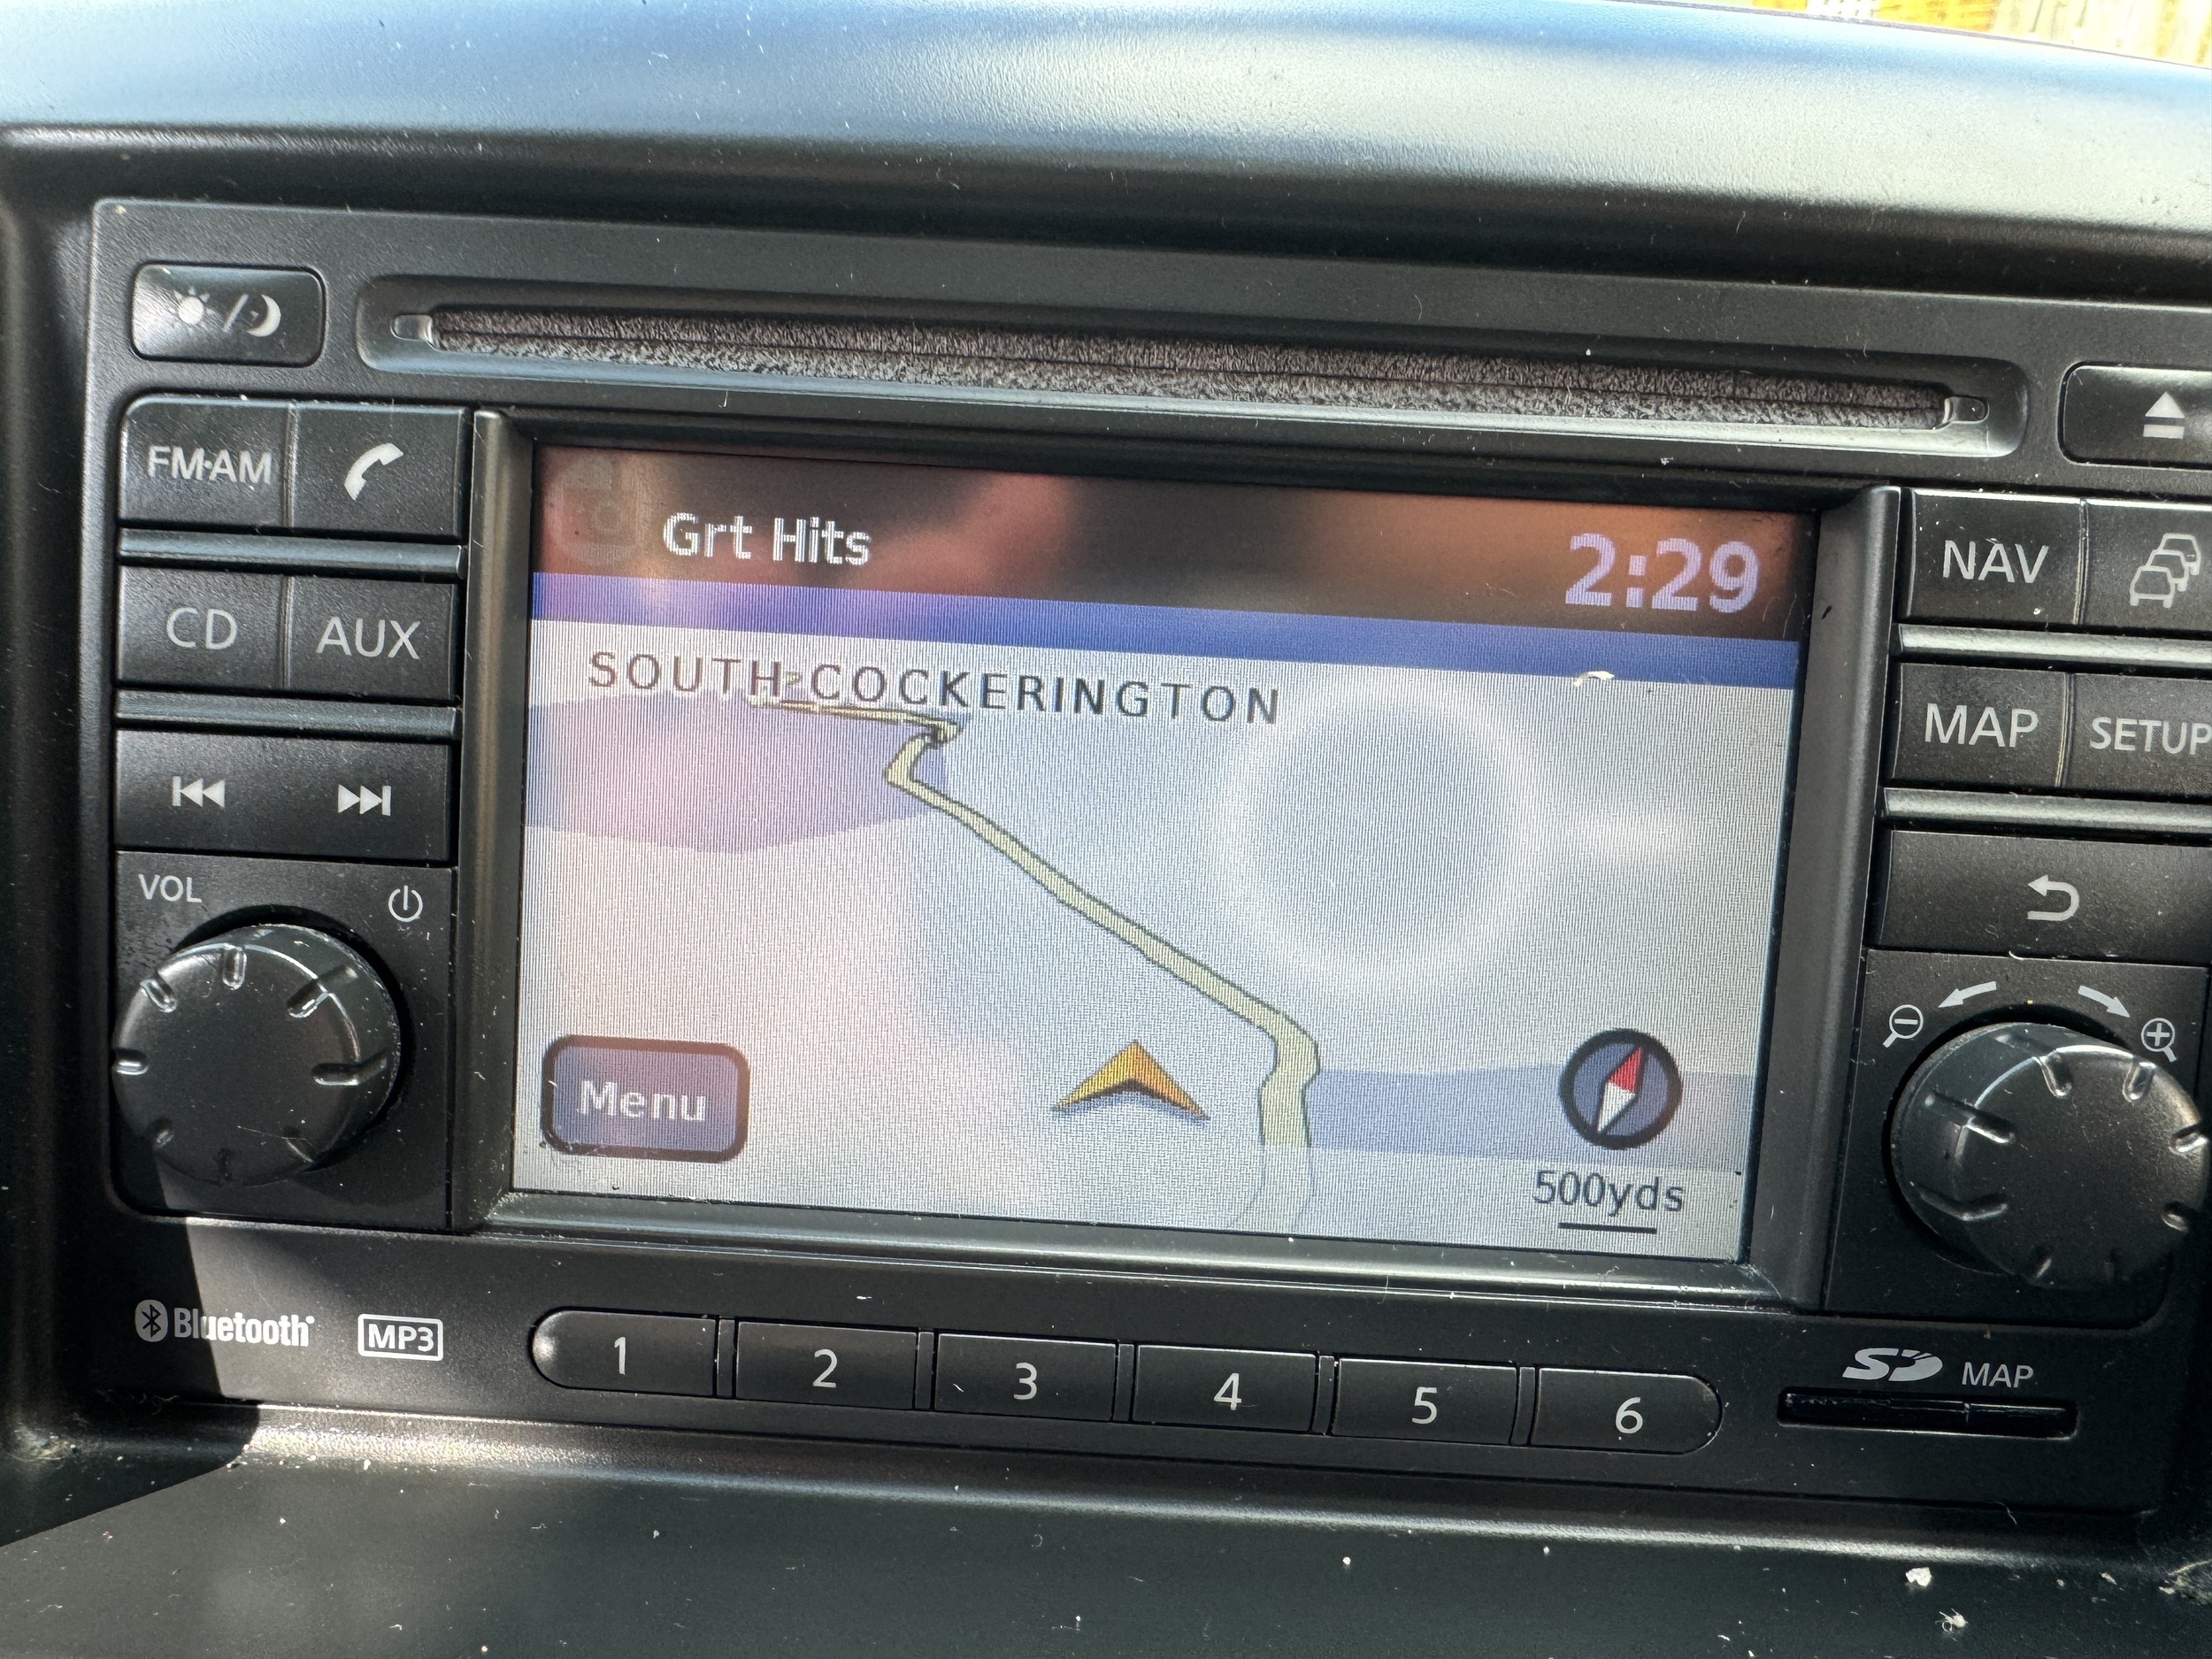 FM·AM
Grt Hits
2:29
NAV
CD
AUX
SOUTH COCKERINGTON
MAP
SETUP
VOL
Menu
500yds
Bluetooth
MP3
1
2
3
4
5
6
SD MAP